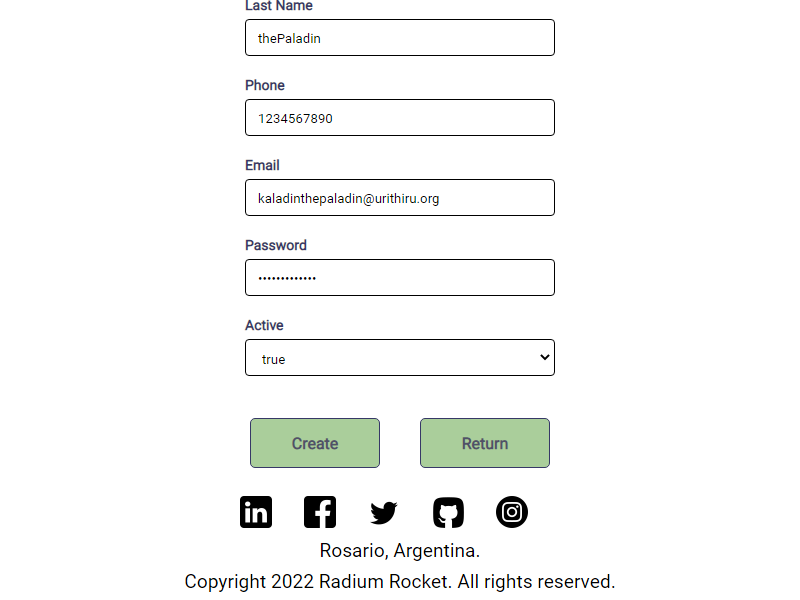 Last Name
thePaladin
Phone
1234567890
Email
kaladinthepaladin@urithiru.org
Password
•••••••••••••
Active
true
Create Return
in
Rosario, Argentina.
Copyright 2022 Radium Rocket. All rights reserved.